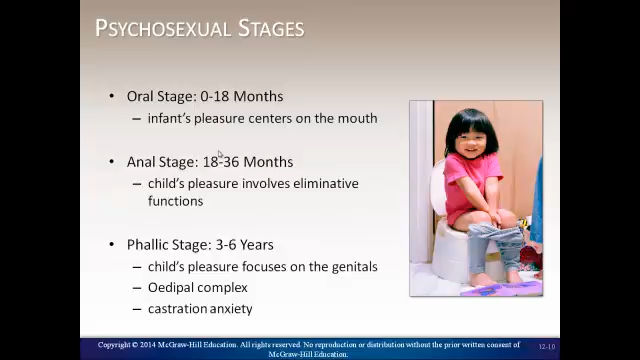 PSYCHOSEXUAL STAGES
• Oral Stage: 0-18 Months
– infant's pleasure centers on the mouth
• Anal Stage: 18-36 Months
– child's pleasure involves eliminative
functions
• Phallic Stage: 3-6 Years
– child's pleasure focuses on the genitals
– Oedipal complex
– castration anxiety
Copyright © 2014 McGraw-Hill Education. All rights reserved. No reproduction or distribution without the prior written consent of
McGraw-Hill Education.
12-10